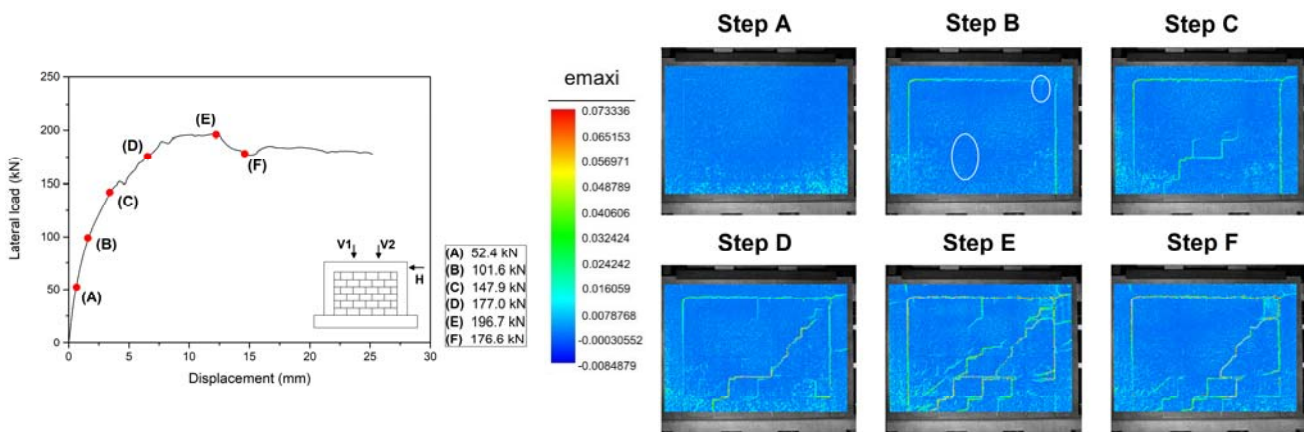 Step A
Step B
Step C
emaxi
250
200
150
100
50
0
Lateral lcad (kN)
(A)
(B)
(C)
(D)
(E)
(F)
V1
V2
H
(A) 52.4 kN
(B) 101.6 kN
(C) 147.9 kN
(D) 177.0 kN
(E) 196.7 kN
(F) 176.6 kN
0
5
10
15
20
25
30
Displacement (mm)
0.073336
0.065153
0.056971
0.048789
0.040606
0.032424
0.024242
0.016059
0.0078768
-0.00030552
-0.0084879
Step D
Step E
Step F